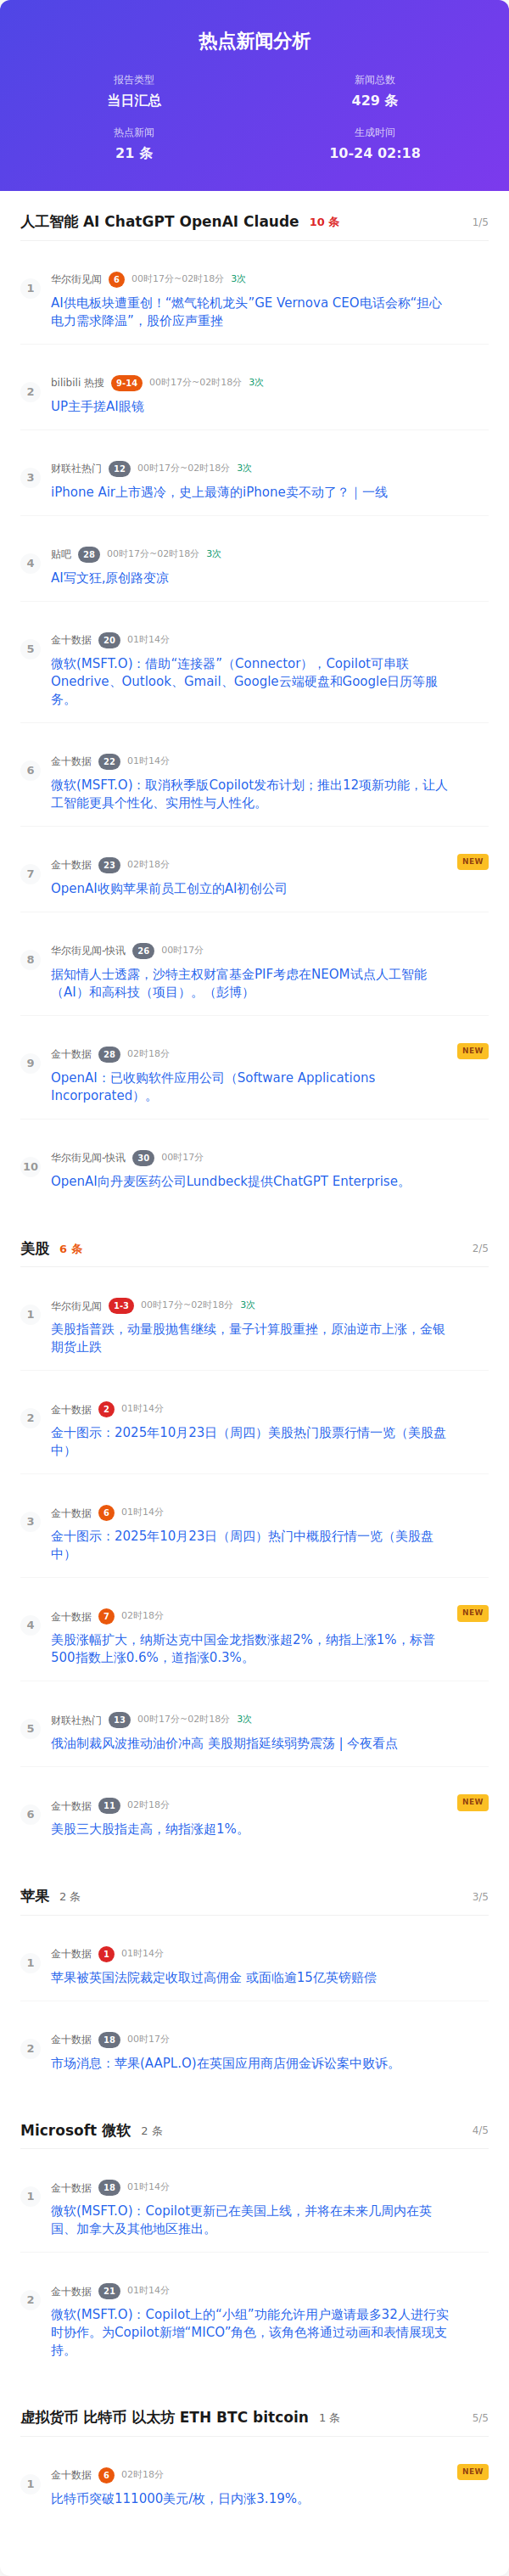 热点新闻分析
报告类型
当日汇总
新闻总数
429 条
热点新闻
21 条
生成时间
10-24 02:18
人工智能 AI ChatGPT OpenAI Claude 10 条 1/5
1
华尔街见闻 6 00时17分~02时18分 3次
AI供电板块遭重创！“燃气轮机龙头”GE Vernova CEO电话会称“担心
电力需求降温”，股价应声重挫
2
bilibili 热搜 9-14 00时17分~02时18分 3次
UP主手搓AI眼镜
3
财联社热门 12 00时17分~02时18分 3次
iPhone Air上市遇冷，史上最薄的iPhone卖不动了？｜一线
4
贴吧 28 00时17分~02时18分 3次
AI写文狂,原创路变凉
5
金十数据 20 01时14分
微软(MSFT.O)：借助“连接器”（Connector），Copilot可串联
Onedrive、Outlook、Gmail、Google云端硬盘和Google日历等服
务。
6
金十数据 22 01时14分
微软(MSFT.O)：取消秋季版Copilot发布计划；推出12项新功能，让人
工智能更具个性化、实用性与人性化。
7
金十数据 23 02时18分 NEW
OpenAI收购苹果前员工创立的AI初创公司
8
华尔街见闻-快讯 26 00时17分
据知情人士透露，沙特主权财富基金PIF考虑在NEOM试点人工智能
（AI）和高科技（项目）。（彭博）
9
金十数据 28 02时18分 NEW
OpenAI：已收购软件应用公司（Software Applications
Incorporated）。
10
华尔街见闻-快讯 30 00时17分
OpenAI向丹麦医药公司Lundbeck提供ChatGPT Enterprise。
美股 6 条 2/5
1
华尔街见闻 1-3 00时17分~02时18分 3次
美股指普跌，动量股抛售继续，量子计算股重挫，原油逆市上涨，金银
期货止跌
2
金十数据 2 01时14分
金十图示：2025年10月23日（周四）美股热门股票行情一览（美股盘
中）
3
金十数据 6 01时14分
金十图示：2025年10月23日（周四）热门中概股行情一览（美股盘
中）
4
金十数据 7 02时18分 NEW
美股涨幅扩大，纳斯达克中国金龙指数涨超2%，纳指上涨1%，标普
500指数上涨0.6%，道指涨0.3%。
5
财联社热门 13 00时17分~02时18分 3次
俄油制裁风波推动油价冲高 美股期指延续弱势震荡 | 今夜看点
6
金十数据 11 02时18分 NEW
美股三大股指走高，纳指涨超1%。
苹果 2 条 3/5
1
金十数据 1 01时14分
苹果被英国法院裁定收取过高佣金 或面临逾15亿英镑赔偿
2
金十数据 18 00时17分
市场消息：苹果(AAPL.O)在英国应用商店佣金诉讼案中败诉。
Microsoft 微软 2 条 4/5
1
金十数据 18 01时14分
微软(MSFT.O)：Copilot更新已在美国上线，并将在未来几周内在英
国、加拿大及其他地区推出。
2
金十数据 21 01时14分
微软(MSFT.O)：Copilot上的“小组”功能允许用户邀请最多32人进行实
时协作。为Copilot新增“MICO”角色，该角色将通过动画和表情展现支
持。
虚拟货币 比特币 以太坊 ETH BTC bitcoin 1 条 5/5
1
金十数据 6 02时18分 NEW
比特币突破111000美元/枚，日内涨3.19%。